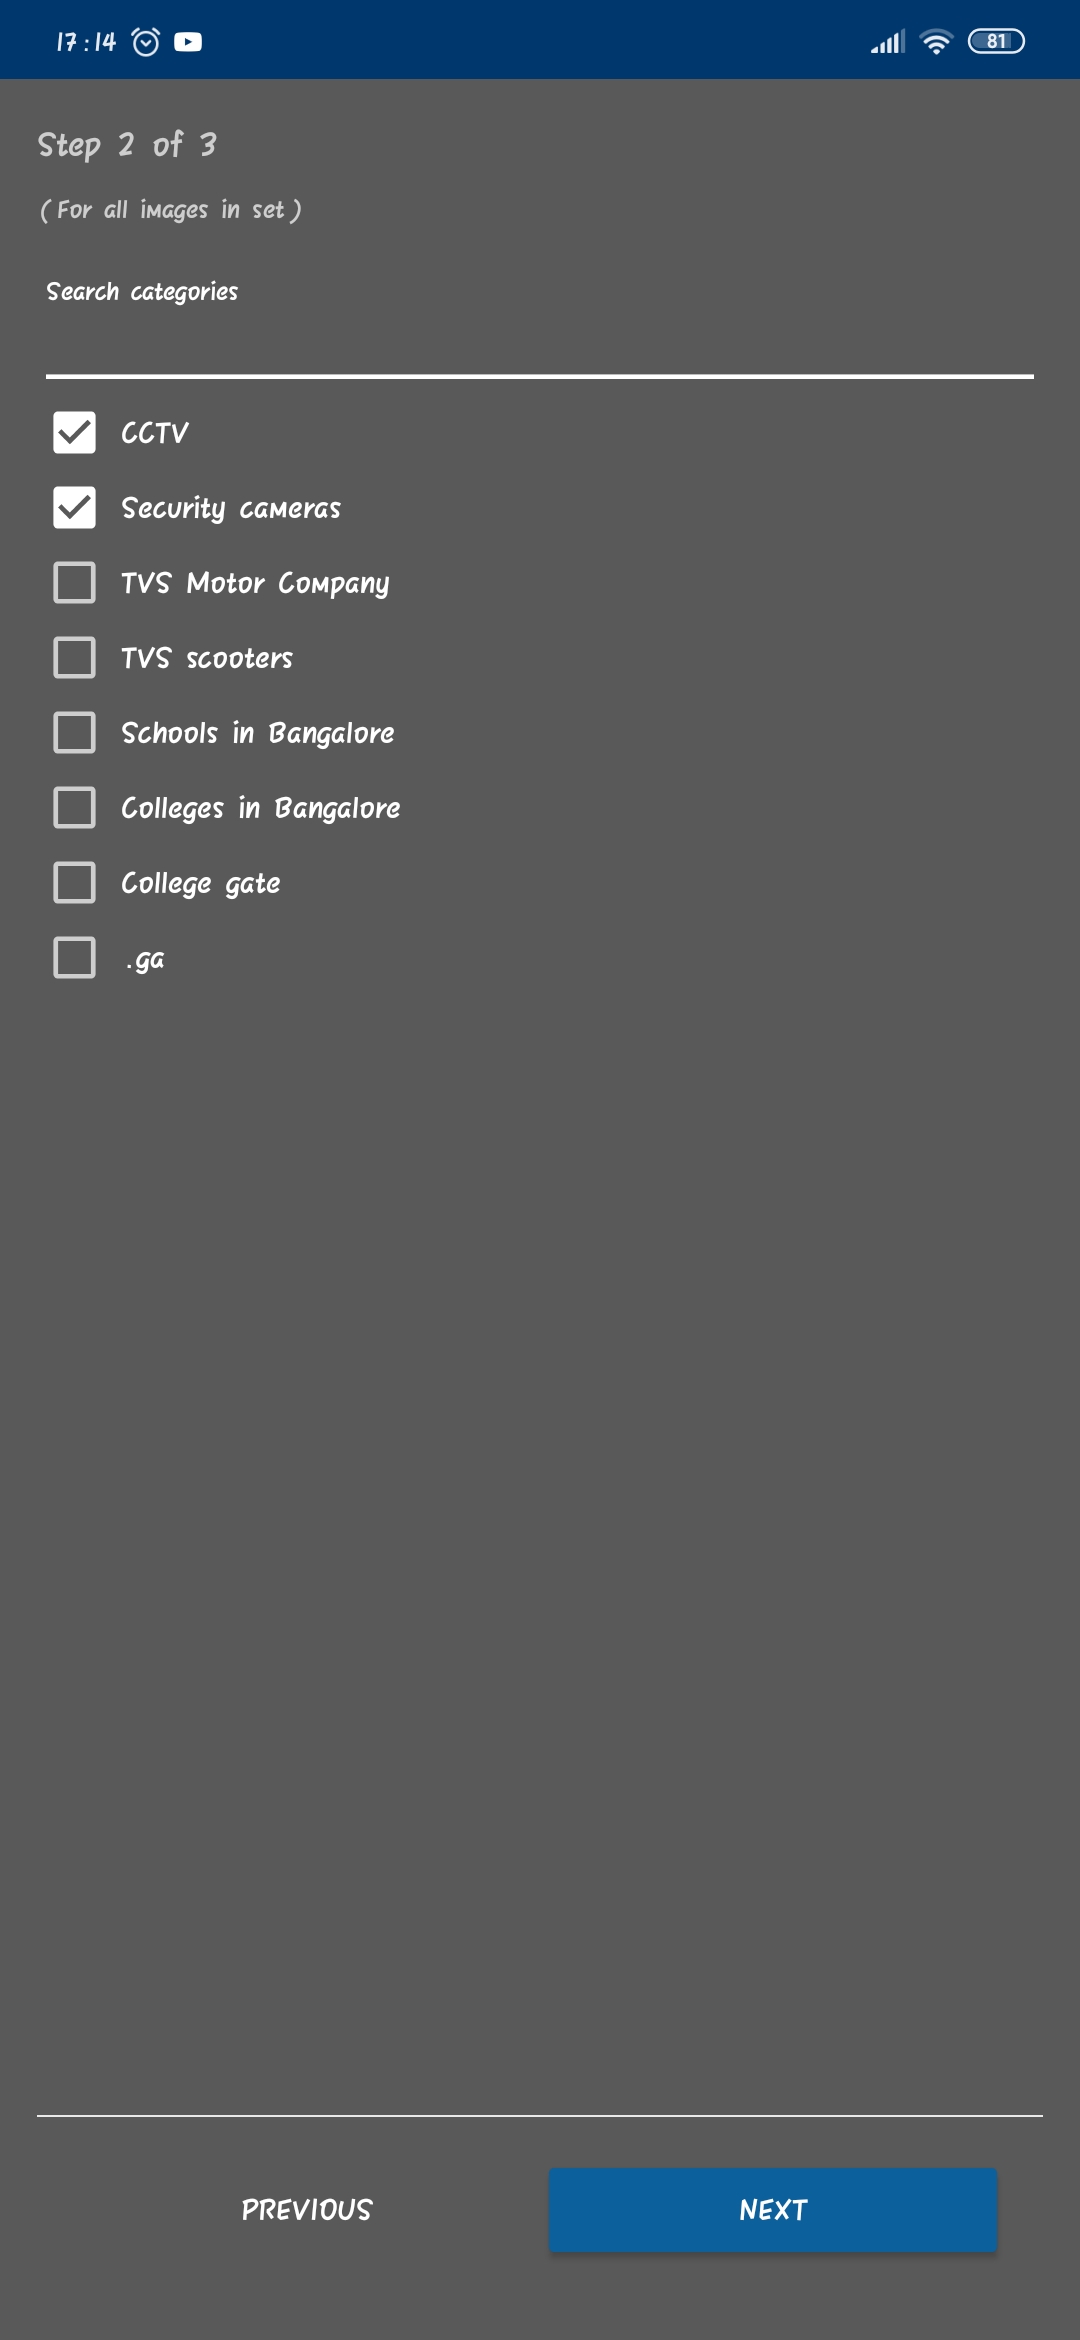 17:14 81
Step 2 of 3
(For all images in set)
Search categories
CCTV
Security cameras
TVS Motor Company
TVS scooters
Schools in Bangalore
Colleges in Bangalore
College gate
.ga
PREVIOUS NEXT